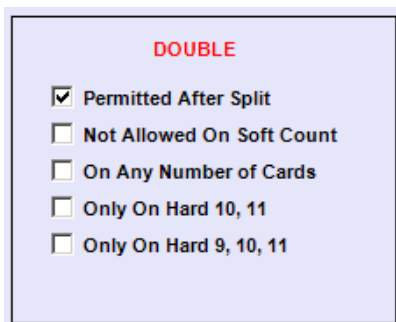 DOUBLE
Permitted After Split
Not Allowed On Soft Count
On Any Number of Cards
Only On Hard 10, 11
Only On Hard 9, 10, 11